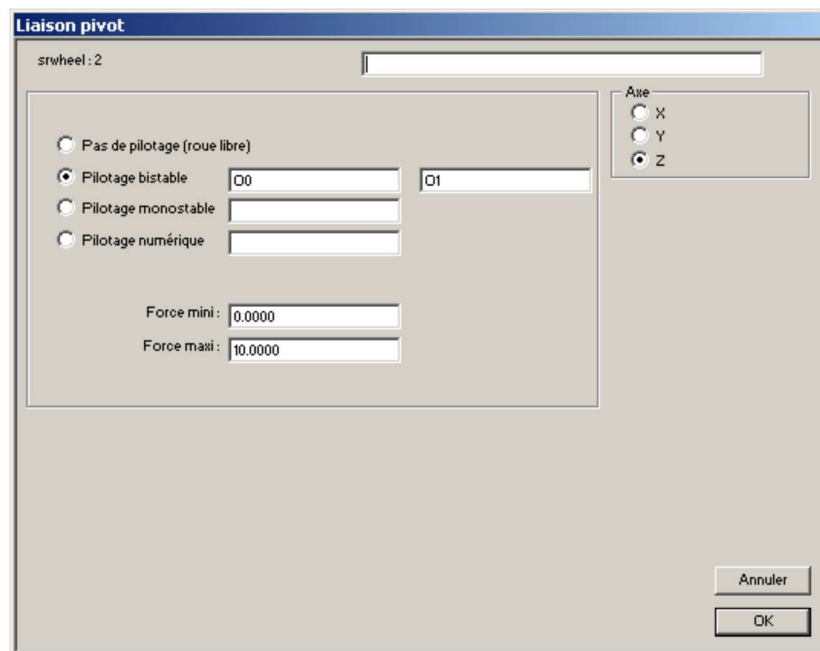 Liaison pivot
srwheel : 2
Axe
X
Y
Z
Pas de pilotage (roue libre)
Pilotage bistable O0 O1
Pilotage monostable
Pilotage numérique
Force mini : 0.0000
Force maxi : 10.0000
Annuler
OK